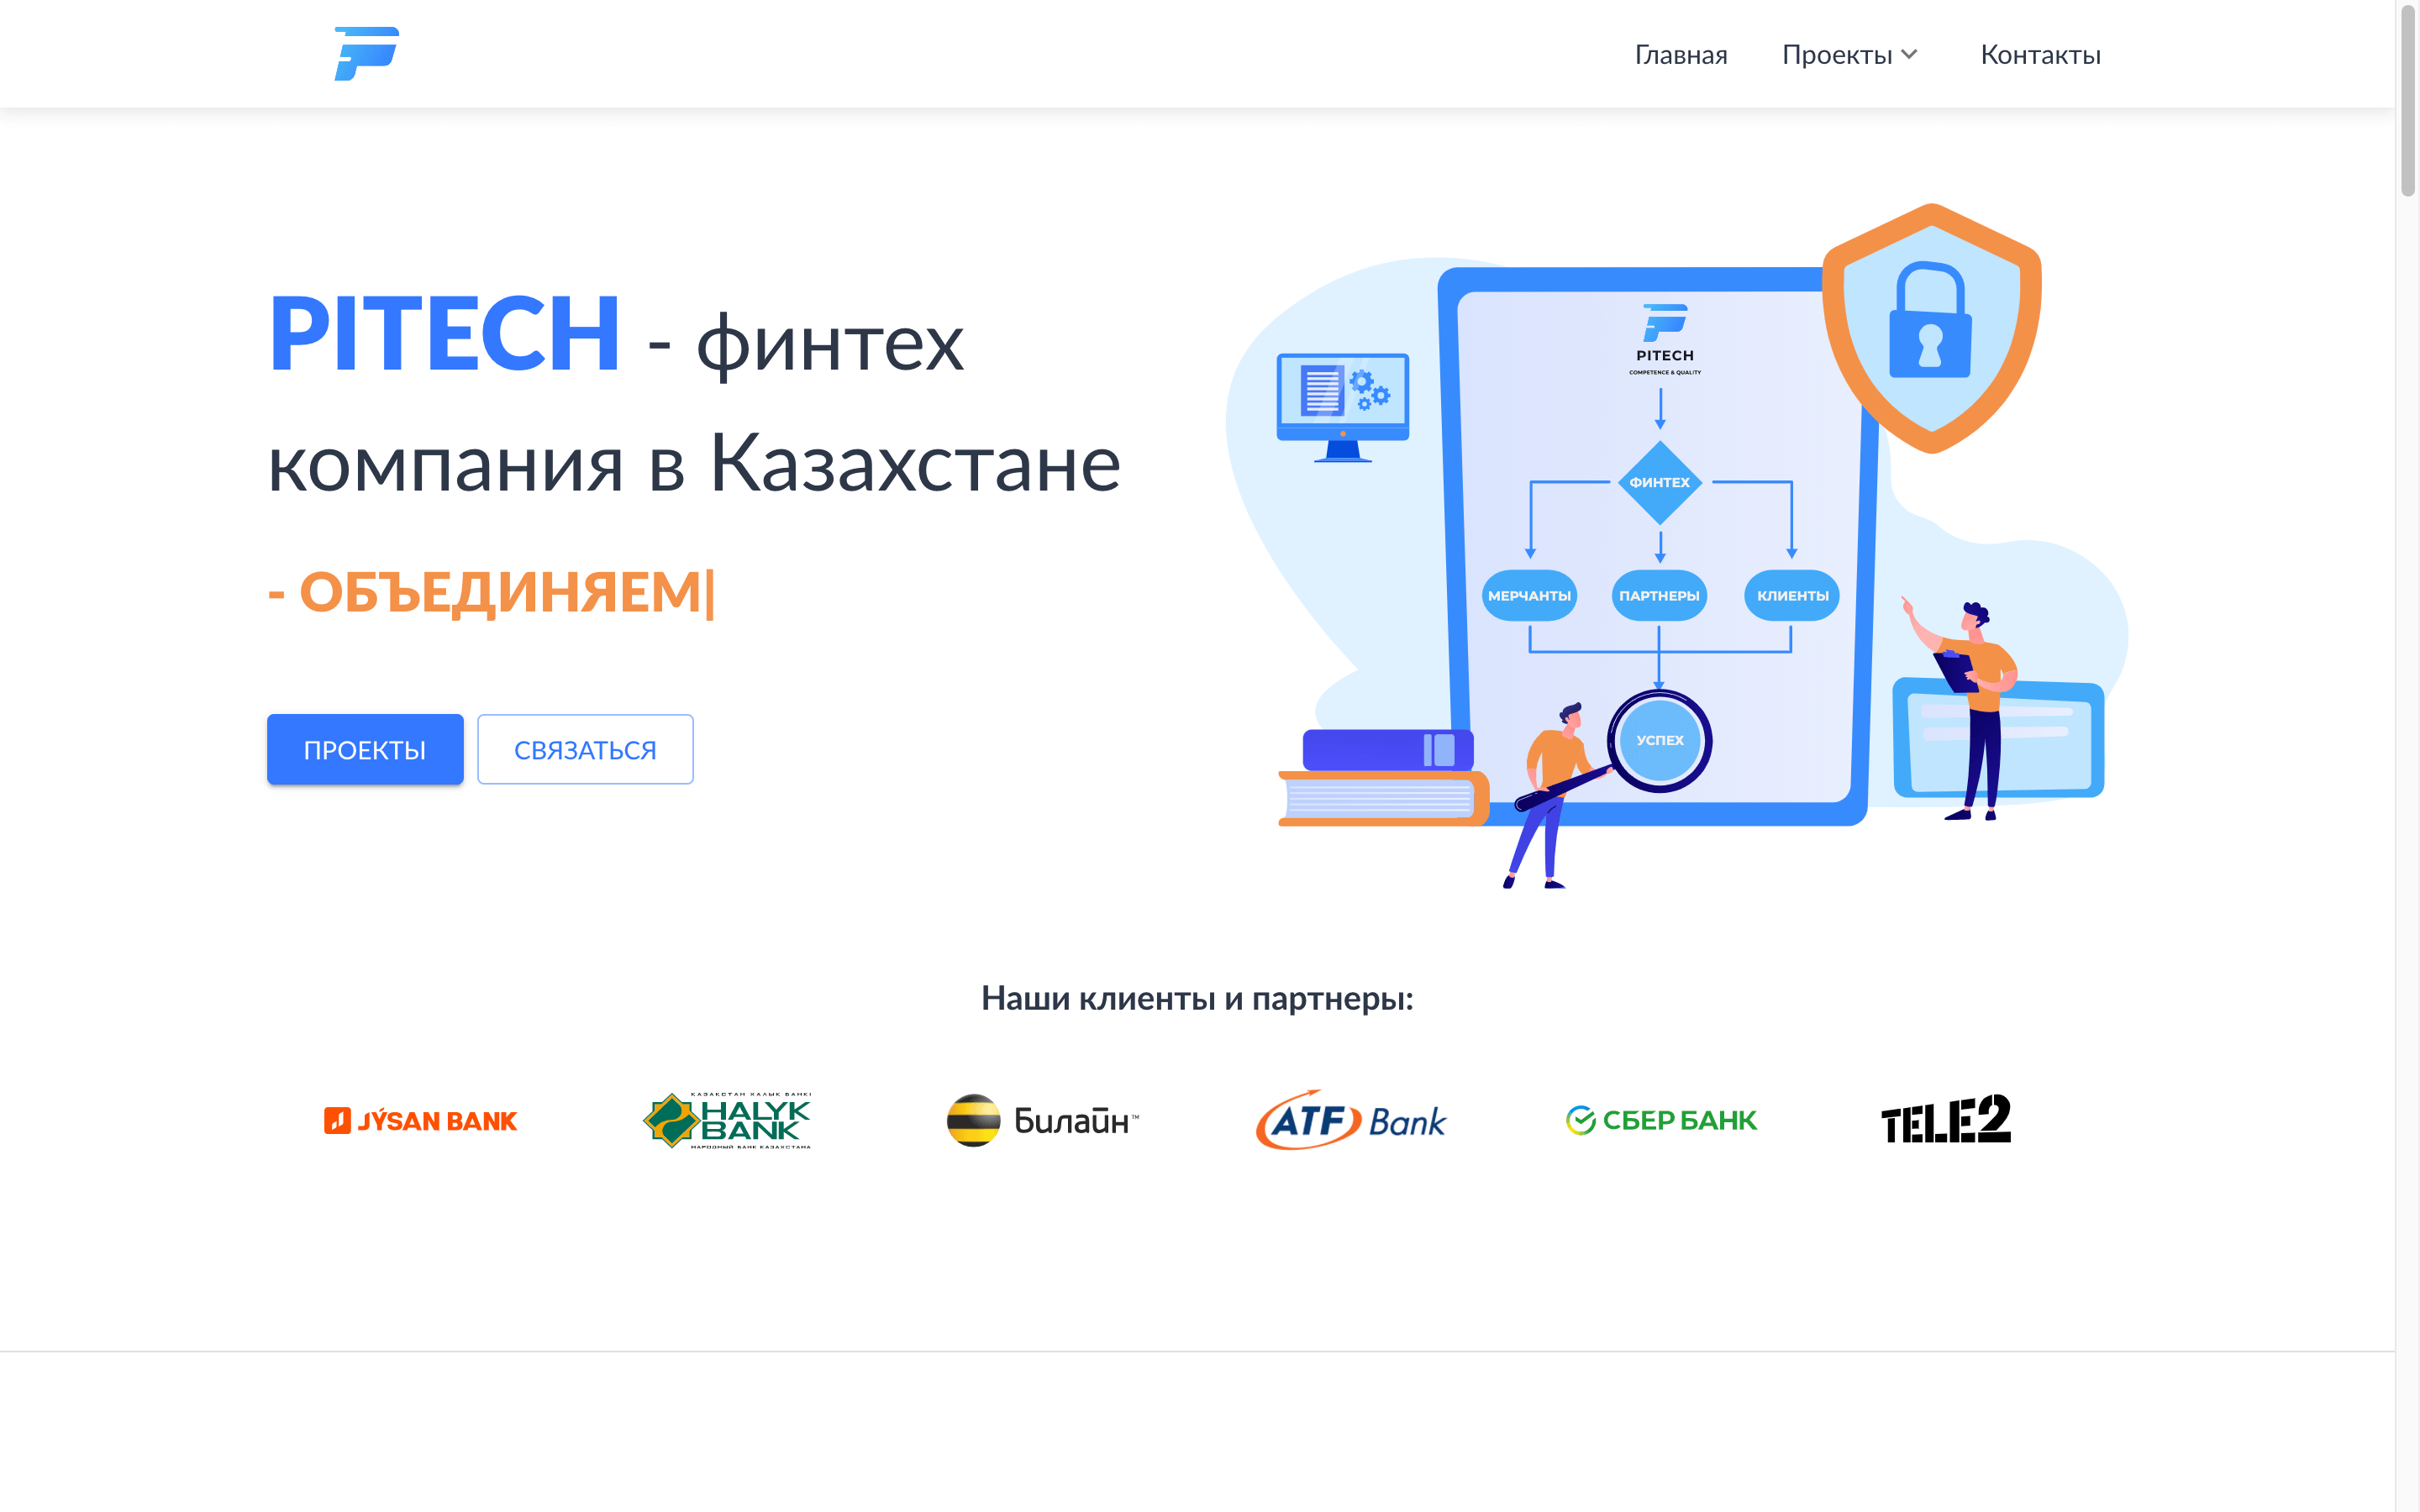 Главная Проекты Контакты
PITECH - финтех
компания в Казахстане
- ОБЪЕДИНЯЕМ|
ПРОЕКТЫ СВЯЗАТЬСЯ
PITECH
COMPETENCE & QUALITY
ФИНТЕХ
МЕРЧАНТЫ ПАРТНЕРЫ КЛИЕНТЫ
УСПЕХ
Наши клиенты и партнеры:
JÝSAN BANK
ҚАЗАҚСТАН ХАЛЫҚ БАНКІ
HALYK
BANK
НАРОДНЫЙ БАНК КАЗАХСТАНА
Билайн™
ATF Bank
СБЕР БАНК
TELE2